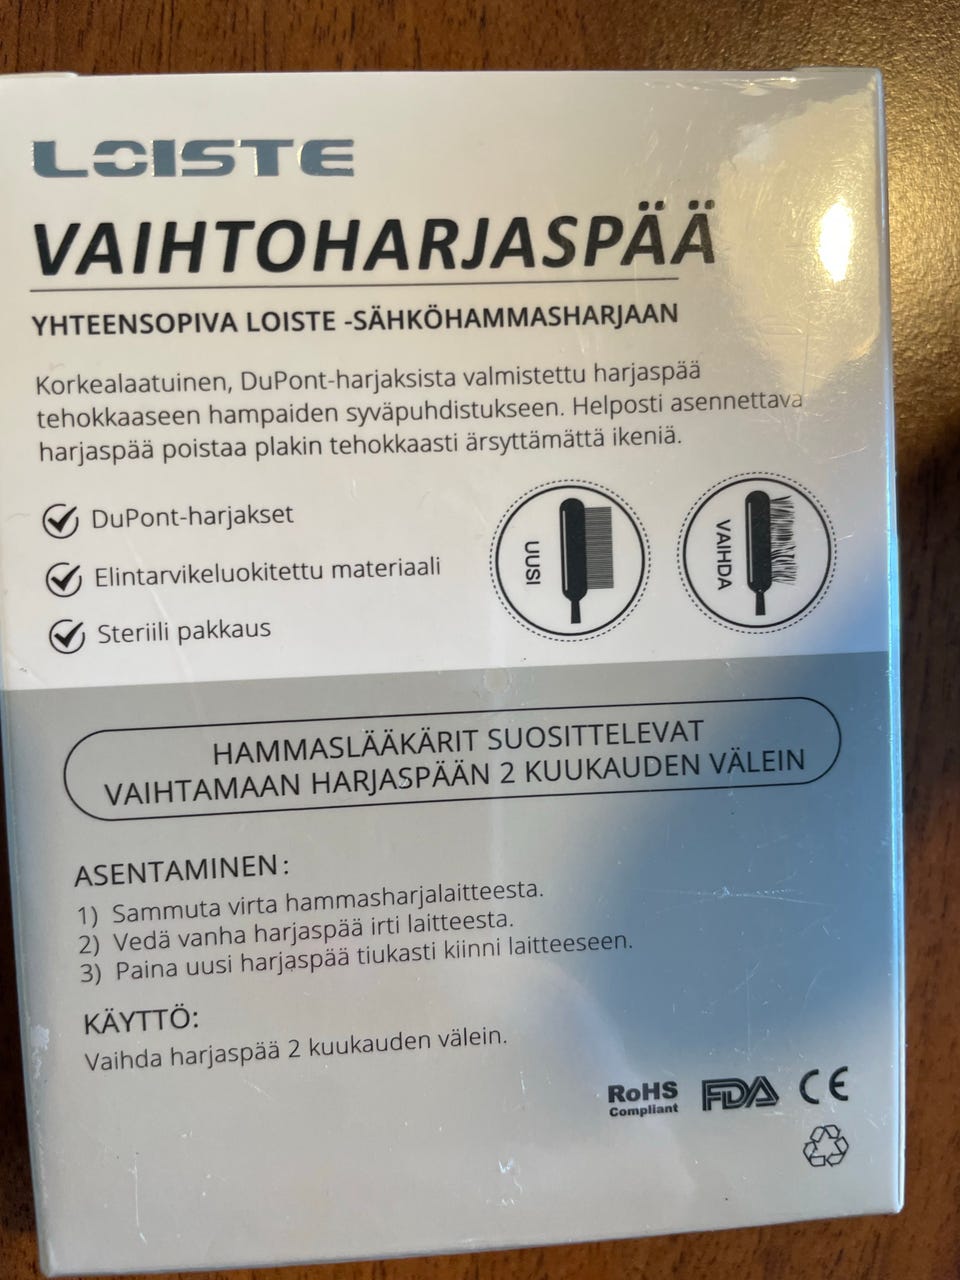 LOISTE
VAIHTOHARJASPÄÄ
YHTEENSOPIVA LOISTE -SÄHKÖHAMMASHARJAAN
Korkealaatuinen, DuPont-harjaksista valmistettu harjaspää
tehokkaaseen hampaiden syväpuhdistukseen. Helposti asennettava
harjaspää poistaa plakin tehokkaasti ärsyttämättä ikeniä.
DuPont-harjakset
Elintarvikeluokitettu materiaali
Steriili pakkaus
UUSI
VAIHDA
HAMMASLÄÄKÄRIT SUOSITTELEVAT
VAIHTAMAAN HARJASPÄÄN 2 KUUKAUDEN VÄLEIN
ASENTAMINEN:
1) Sammuta virta hammasharjalaitteesta.
2) Vedä vanha harjaspää irti laitteesta.
3) Paina uusi harjaspää tiukasti kiinni laitteeseen.
KÄYTTÖ:
Vaihda harjaspää 2 kuukauden välein.
RoHS
Compliant
FDA
CE